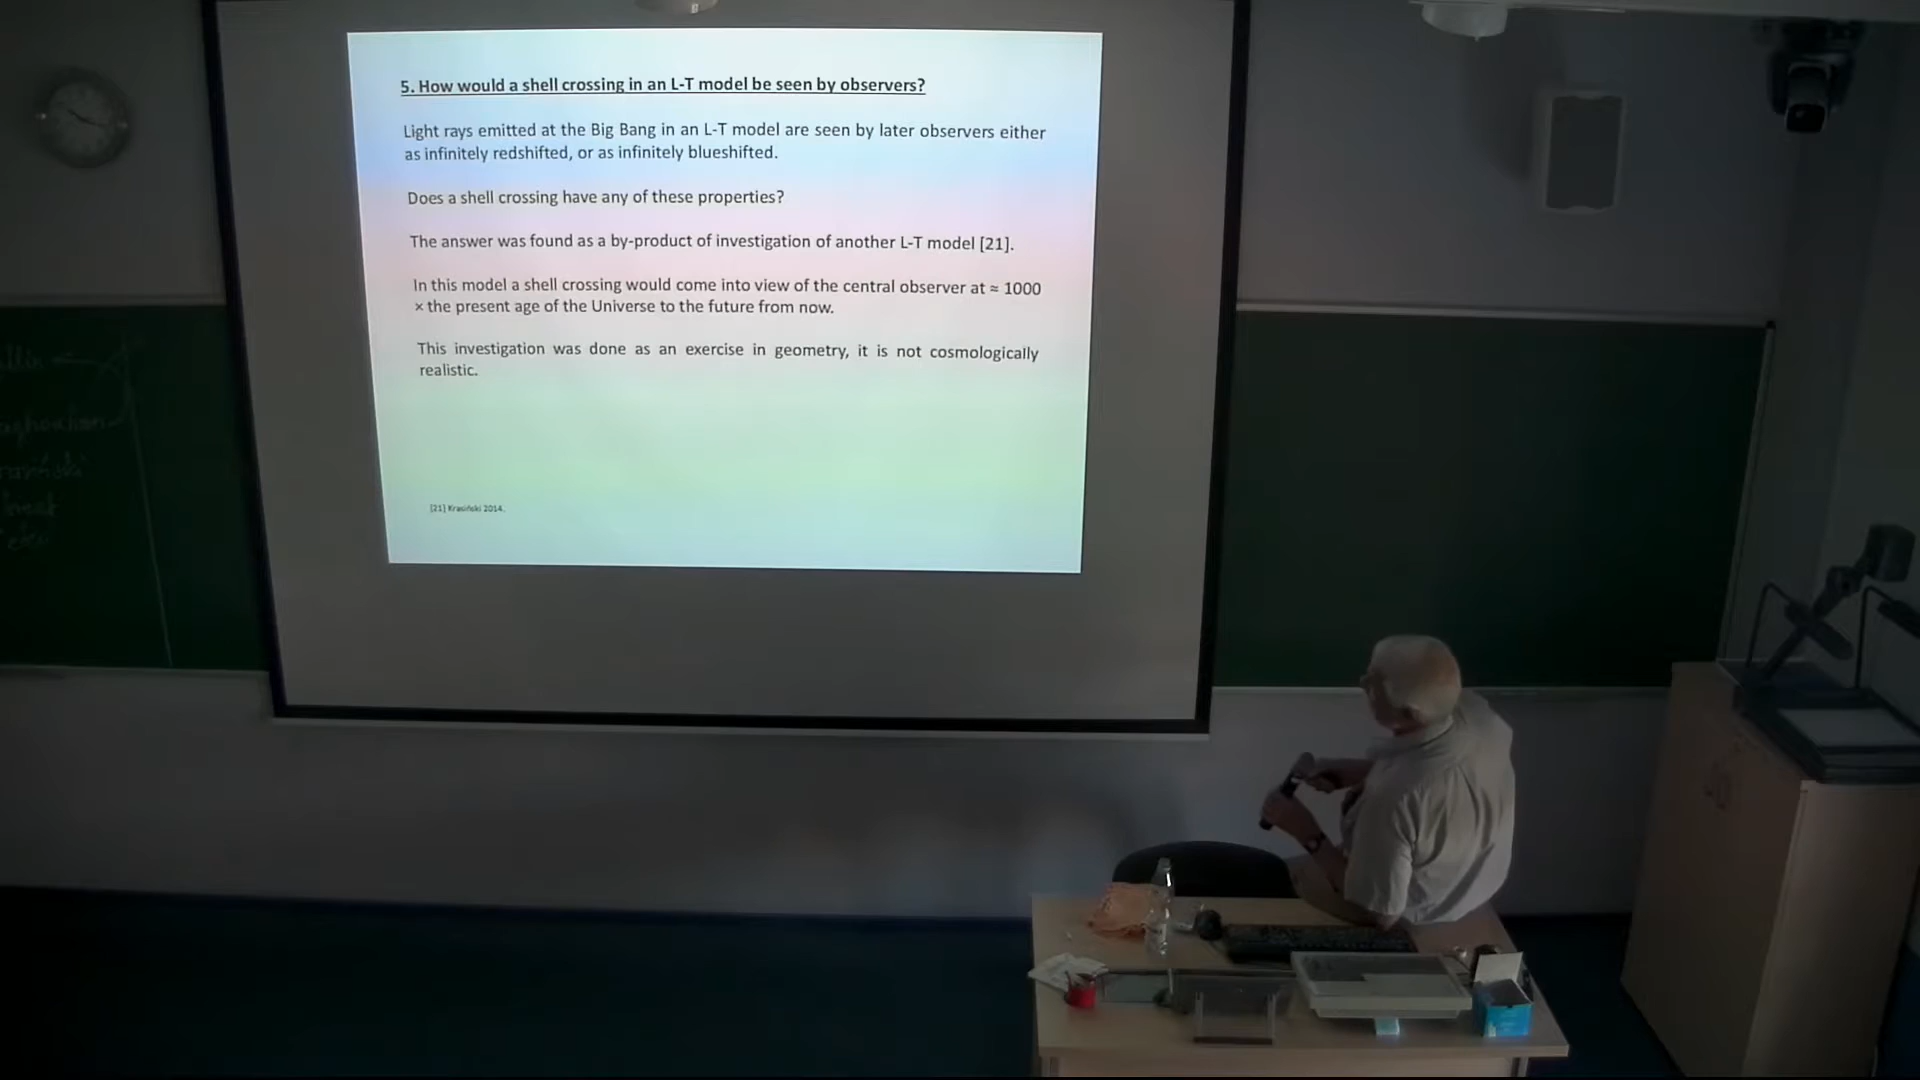 5. How would a shell crossing in an L-T model be seen by observers?
Light rays emitted at the Big Bang in an L-T model are seen by later observers either
as infinitely redshifted, or as infinitely blueshifted.
Does a shell crossing have any of these properties?
The answer was found as a by-product of investigation of another L-T model [21].
In this model a shell crossing would come into view of the central observer at ≈ 1000
× the present age of the Universe to the future from now.
This investigation was done as an exercise in geometry, it is not cosmologically
realistic.
[21] Krasiński 2014.